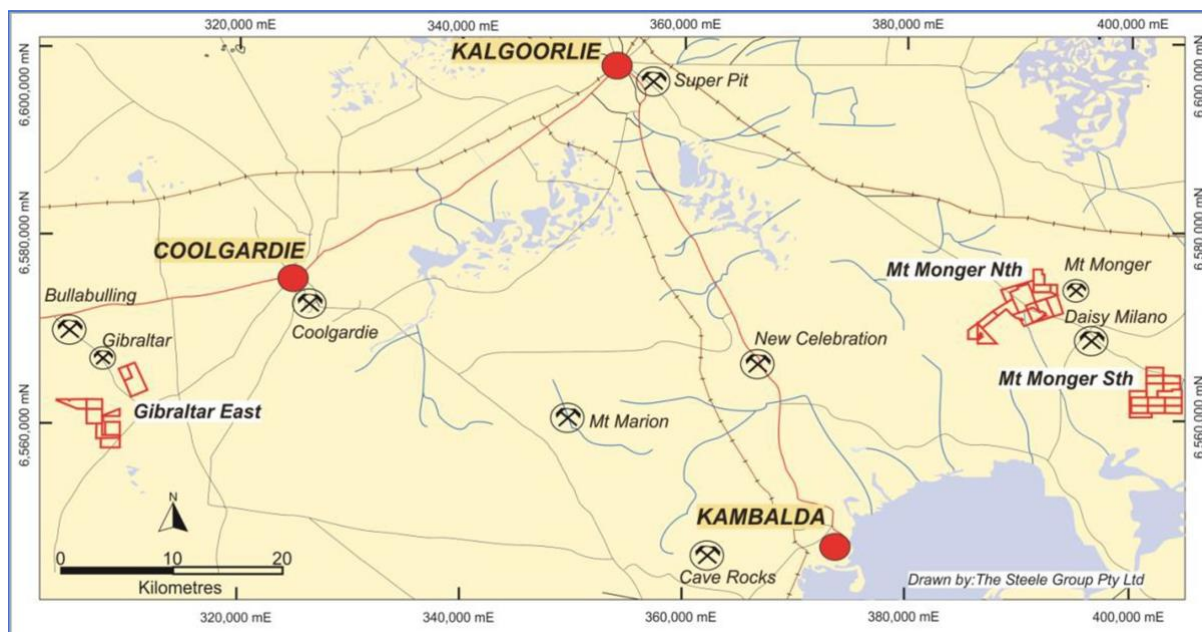 320,000 mE
340,000 mE
360,000 mE
380,000 mE
400,000 mE
6,600,000 mN
6,600,000 mN
KALGOORLIE
Super Pit
6,580,000 mN
6,580,000 mN
COOLGARDIE
Mt Monger Nth
Mt Monger
Bullabulling
Coolgardie
Daisy Milano
Gibraltar
New Celebration
Mt Monger Sth
Gibraltar East
Mt Marion
6,560,000 mN
6,560,000 mN
N
KAMBALDA
0 10 20
Kilometres
Cave Rocks
Drawn by:The Steele Group Pty Ltd
320,000 mE
340,000 mE
360,000 mE
380,000 mE
400,000 mE